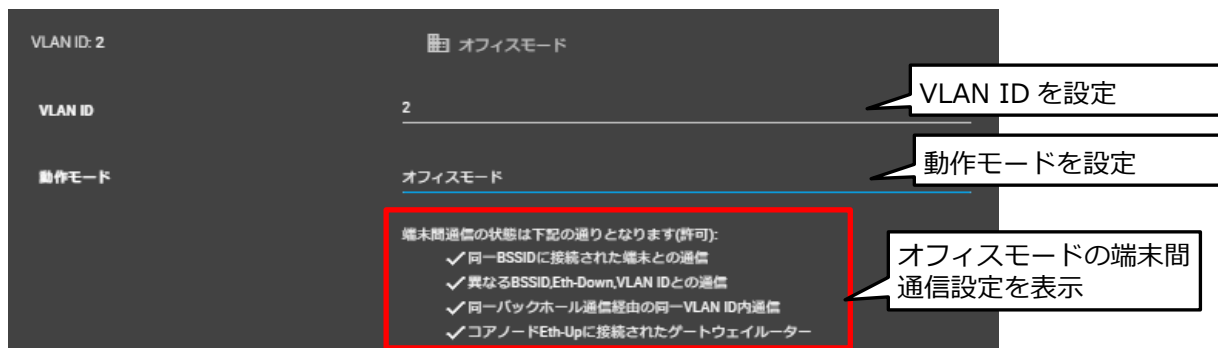 VLAN ID: 2
オフィスモード
VLAN ID
2
VLAN ID を設定
動作モード
オフィスモード
動作モードを設定
端末間通信の状態は下記の通りとなります(許可):
✓同一BSSIDに接続された端末との通信
✓異なるBSSID,Eth-Down,VLAN IDとの通信
✓同一バックホール通信経由の同一VLAN ID内通信
✓コアノードEth-Upに接続されたゲートウェイルーター
オフィスモードの端末間
通信設定を表示